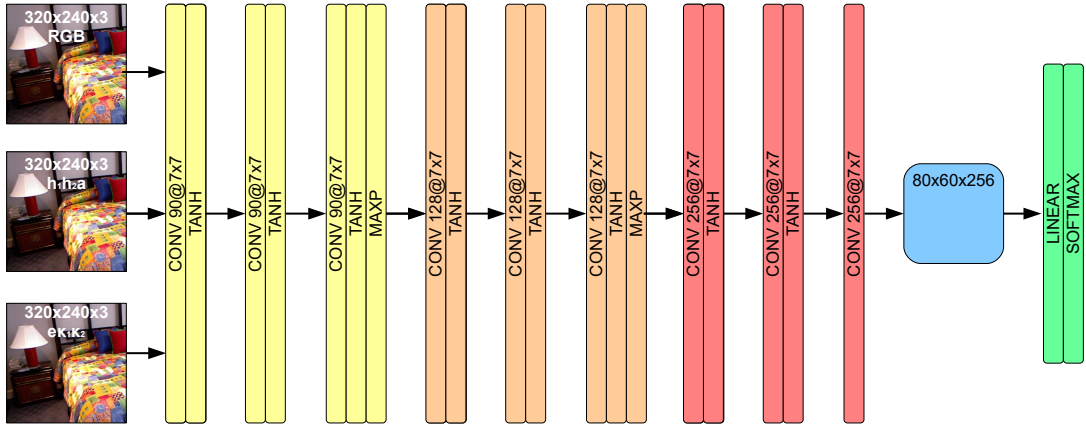 320x240x3
RGB
320x240x3
h₁h₂a
320x240x3
eκ₁κ₂
CONV 90@7x7
TANH
CONV 90@7x7
TANH
CONV 90@7x7
TANH
MAXP
CONV 128@7x7
TANH
CONV 128@7x7
TANH
CONV 128@7x7
TANH
MAXP
CONV 256@7x7
TANH
CONV 256@7x7
TANH
CONV 256@7x7
80x60x256
LINEAR
SOFTMAX